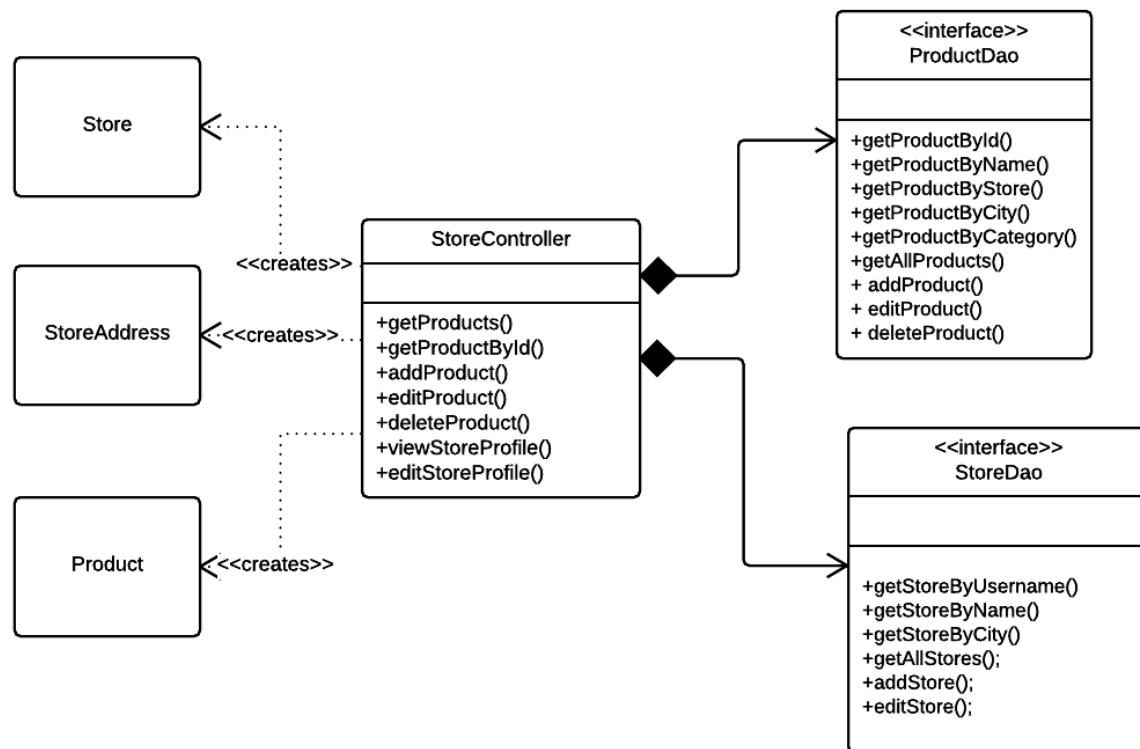 Store
<<creates>>
StoreAddress
<<creates>>
Product
<<creates>>
StoreController
+getProducts()
+getProductById()
+addProduct()
+editProduct()
+deleteProduct()
+viewStoreProfile()
+editStoreProfile()
<<interface>>
ProductDao
+getProductById()
+getProductByName()
+getProductByStore()
+getProductByCity()
+getProductByCategory()
+getAllProducts()
+ addProduct()
+ editProduct()
+ deleteProduct()
<<interface>>
StoreDao
+getStoreByUsername()
+getStoreByName()
+getStoreByCity()
+getAllStores();
+addStore();
+editStore();